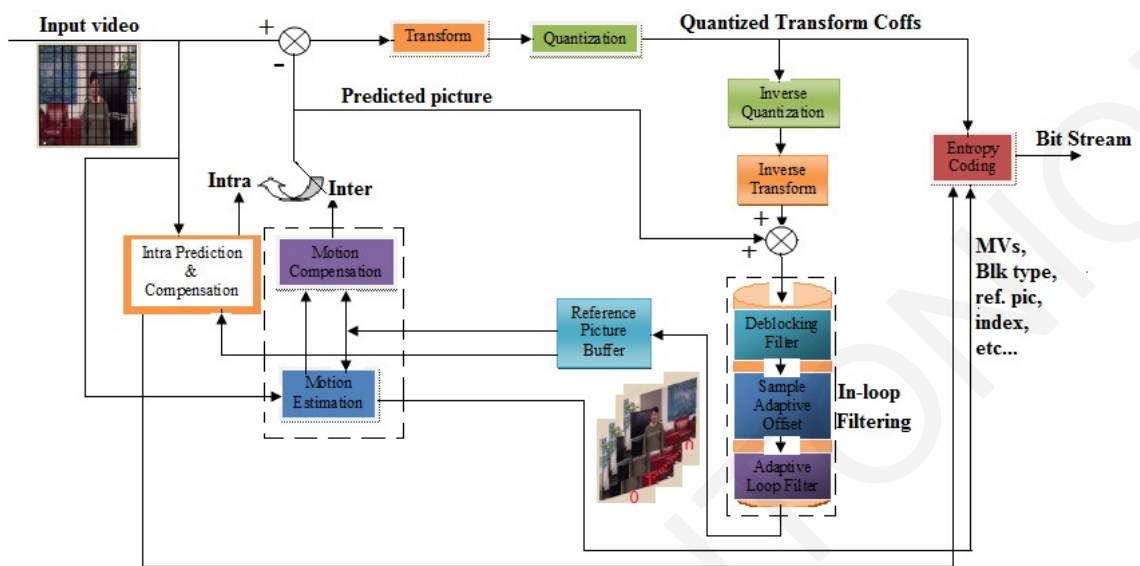 Input video
+
-
Transform
Quantization
Quantized Transform Coffs
Predicted picture
Inverse
Quantization
Inverse
Transform
+
+
Entropy
Coding
Bit Stream
Intra
Inter
Intra Prediction
&
Compensation
Motion
Compensation
Motion
Estimation
Reference
Picture
Buffer
Deblocking
Filter
Sample
Adaptive
Offset
Adaptive
Loop Filter
In-loop
Filtering
MVs,
Blk type,
ref. pic,
index,
etc...
0
n